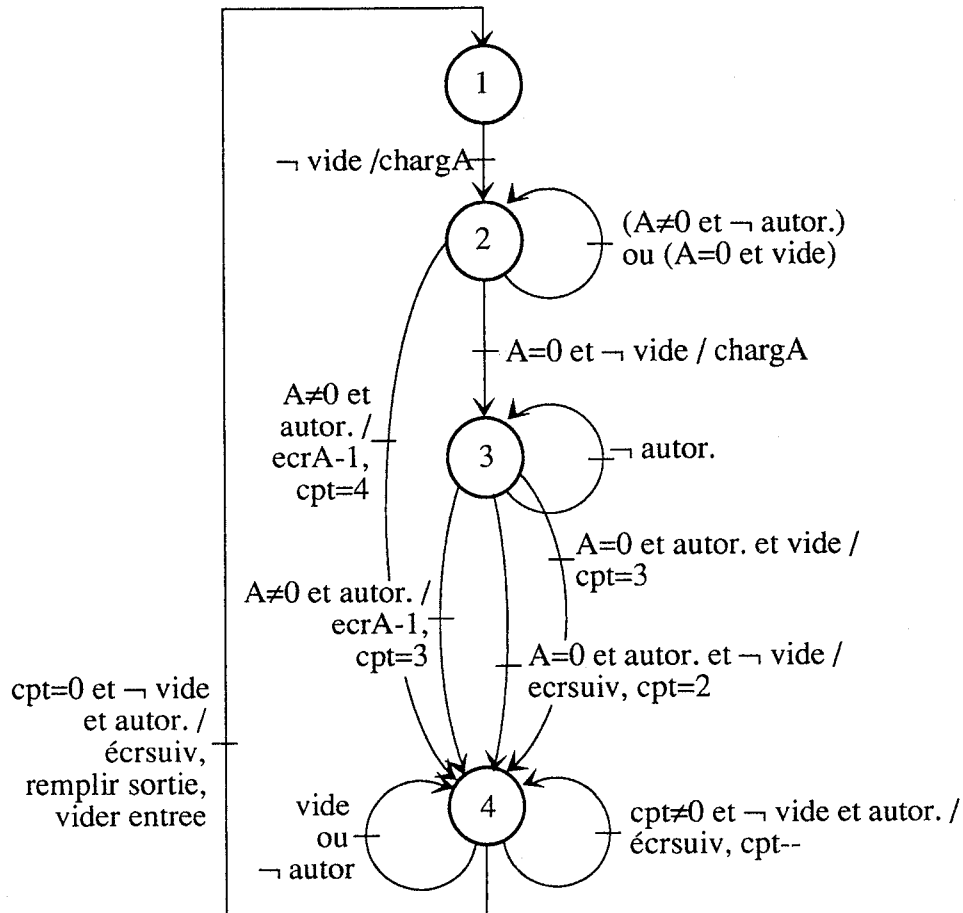 1
¬ vide /chargA
2
(A≠0 et ¬ autor.)
ou (A=0 et vide)
A=0 et ¬ vide / chargA
A≠0 et
autor. /
ecrA-1,
cpt=4
3
¬ autor.
A=0 et autor. et vide /
cpt=3
A≠0 et autor. /
ecrA-1,
cpt=3
A=0 et autor. et ¬ vide /
ecrsuiv, cpt=2
cpt=0 et ¬ vide
et autor. /
écrsuiv,
remplir sortie,
vider entree
vide
ou
¬ autor
4
cpt≠0 et ¬ vide et autor. /
écrsuiv, cpt--